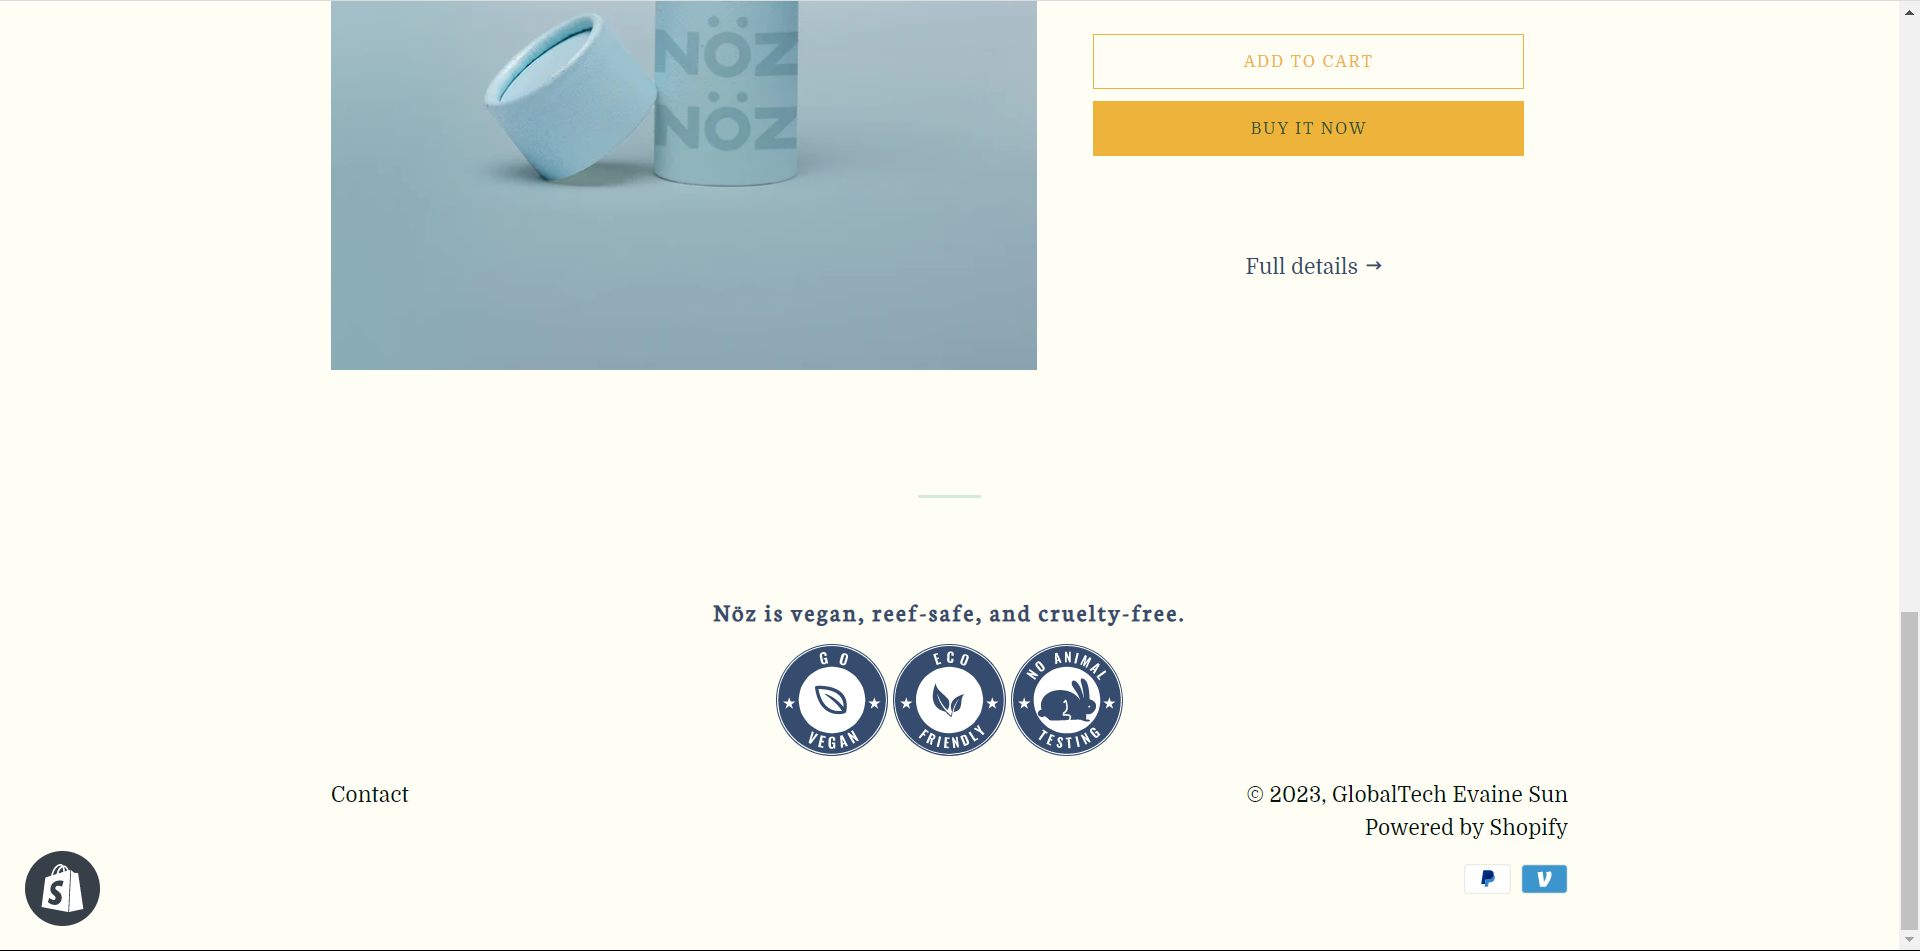 NÖZ
NÖZ
ADD TO CART
BUY IT NOW
Full details →
Nöz is vegan, reef-safe, and cruelty-free.
GO VEGAN
ECO FRIENDLY
NO ANIMAL TESTING
Contact
© 2023, GlobalTech Evaine Sun
Powered by Shopify